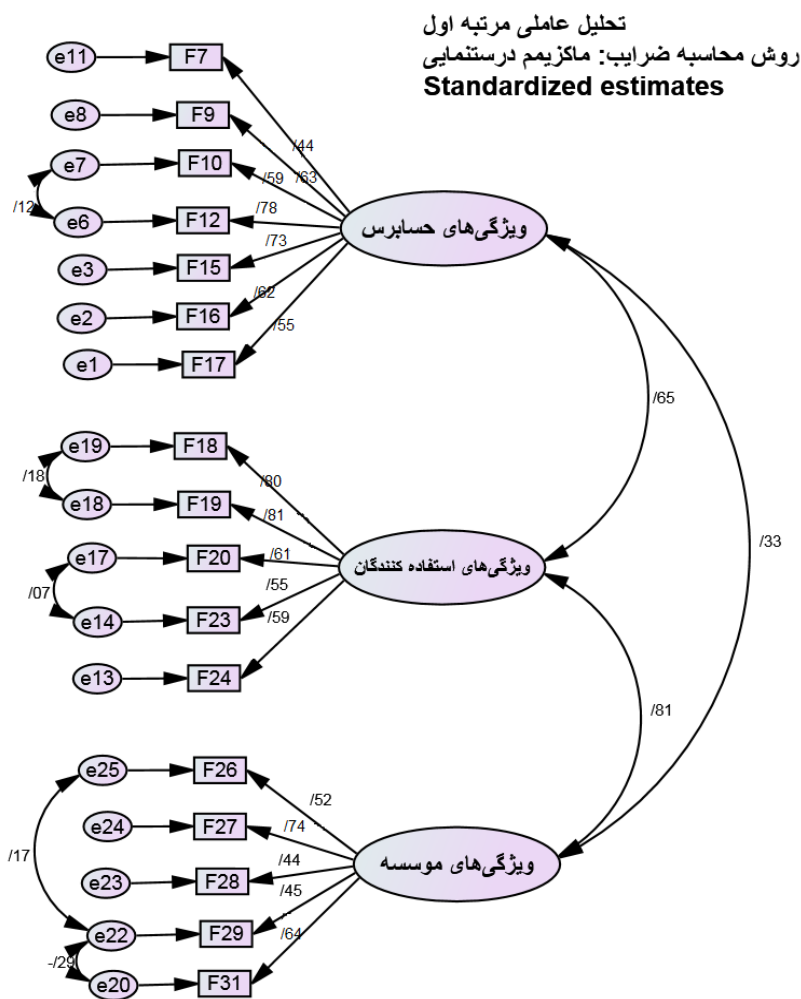 تحلیل عاملی مرتبه اول
روش محاسبه ضرایب: ماکزیمم درستنمایی
Standardized estimates
e11
F7
/44
e8
F9
/63
e7
F10
/59
/12
e6
F12
/78
ویژگی‌های حسابرس
e3
F15
/73
e2
F16
/62
e1
F17
/55
/65
e19
F18
/80
/18
e18
F19
/81
/33
e17
F20
/61
ویژگی‌های استفاده کنندگان
/07
e14
F23
/55
e13
F24
/59
/81
e25
F26
/52
e24
F27
/74
/17
e23
F28
/44
ویژگی‌های موسسه
e22
F29
/45
-/29
e20
F31
/64